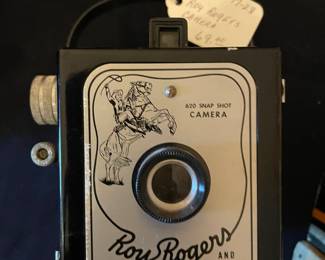 ROY ROGERS
CAMERA
69.00
620 SNAP SHOT
CAMERA
Roy Rogers
AND